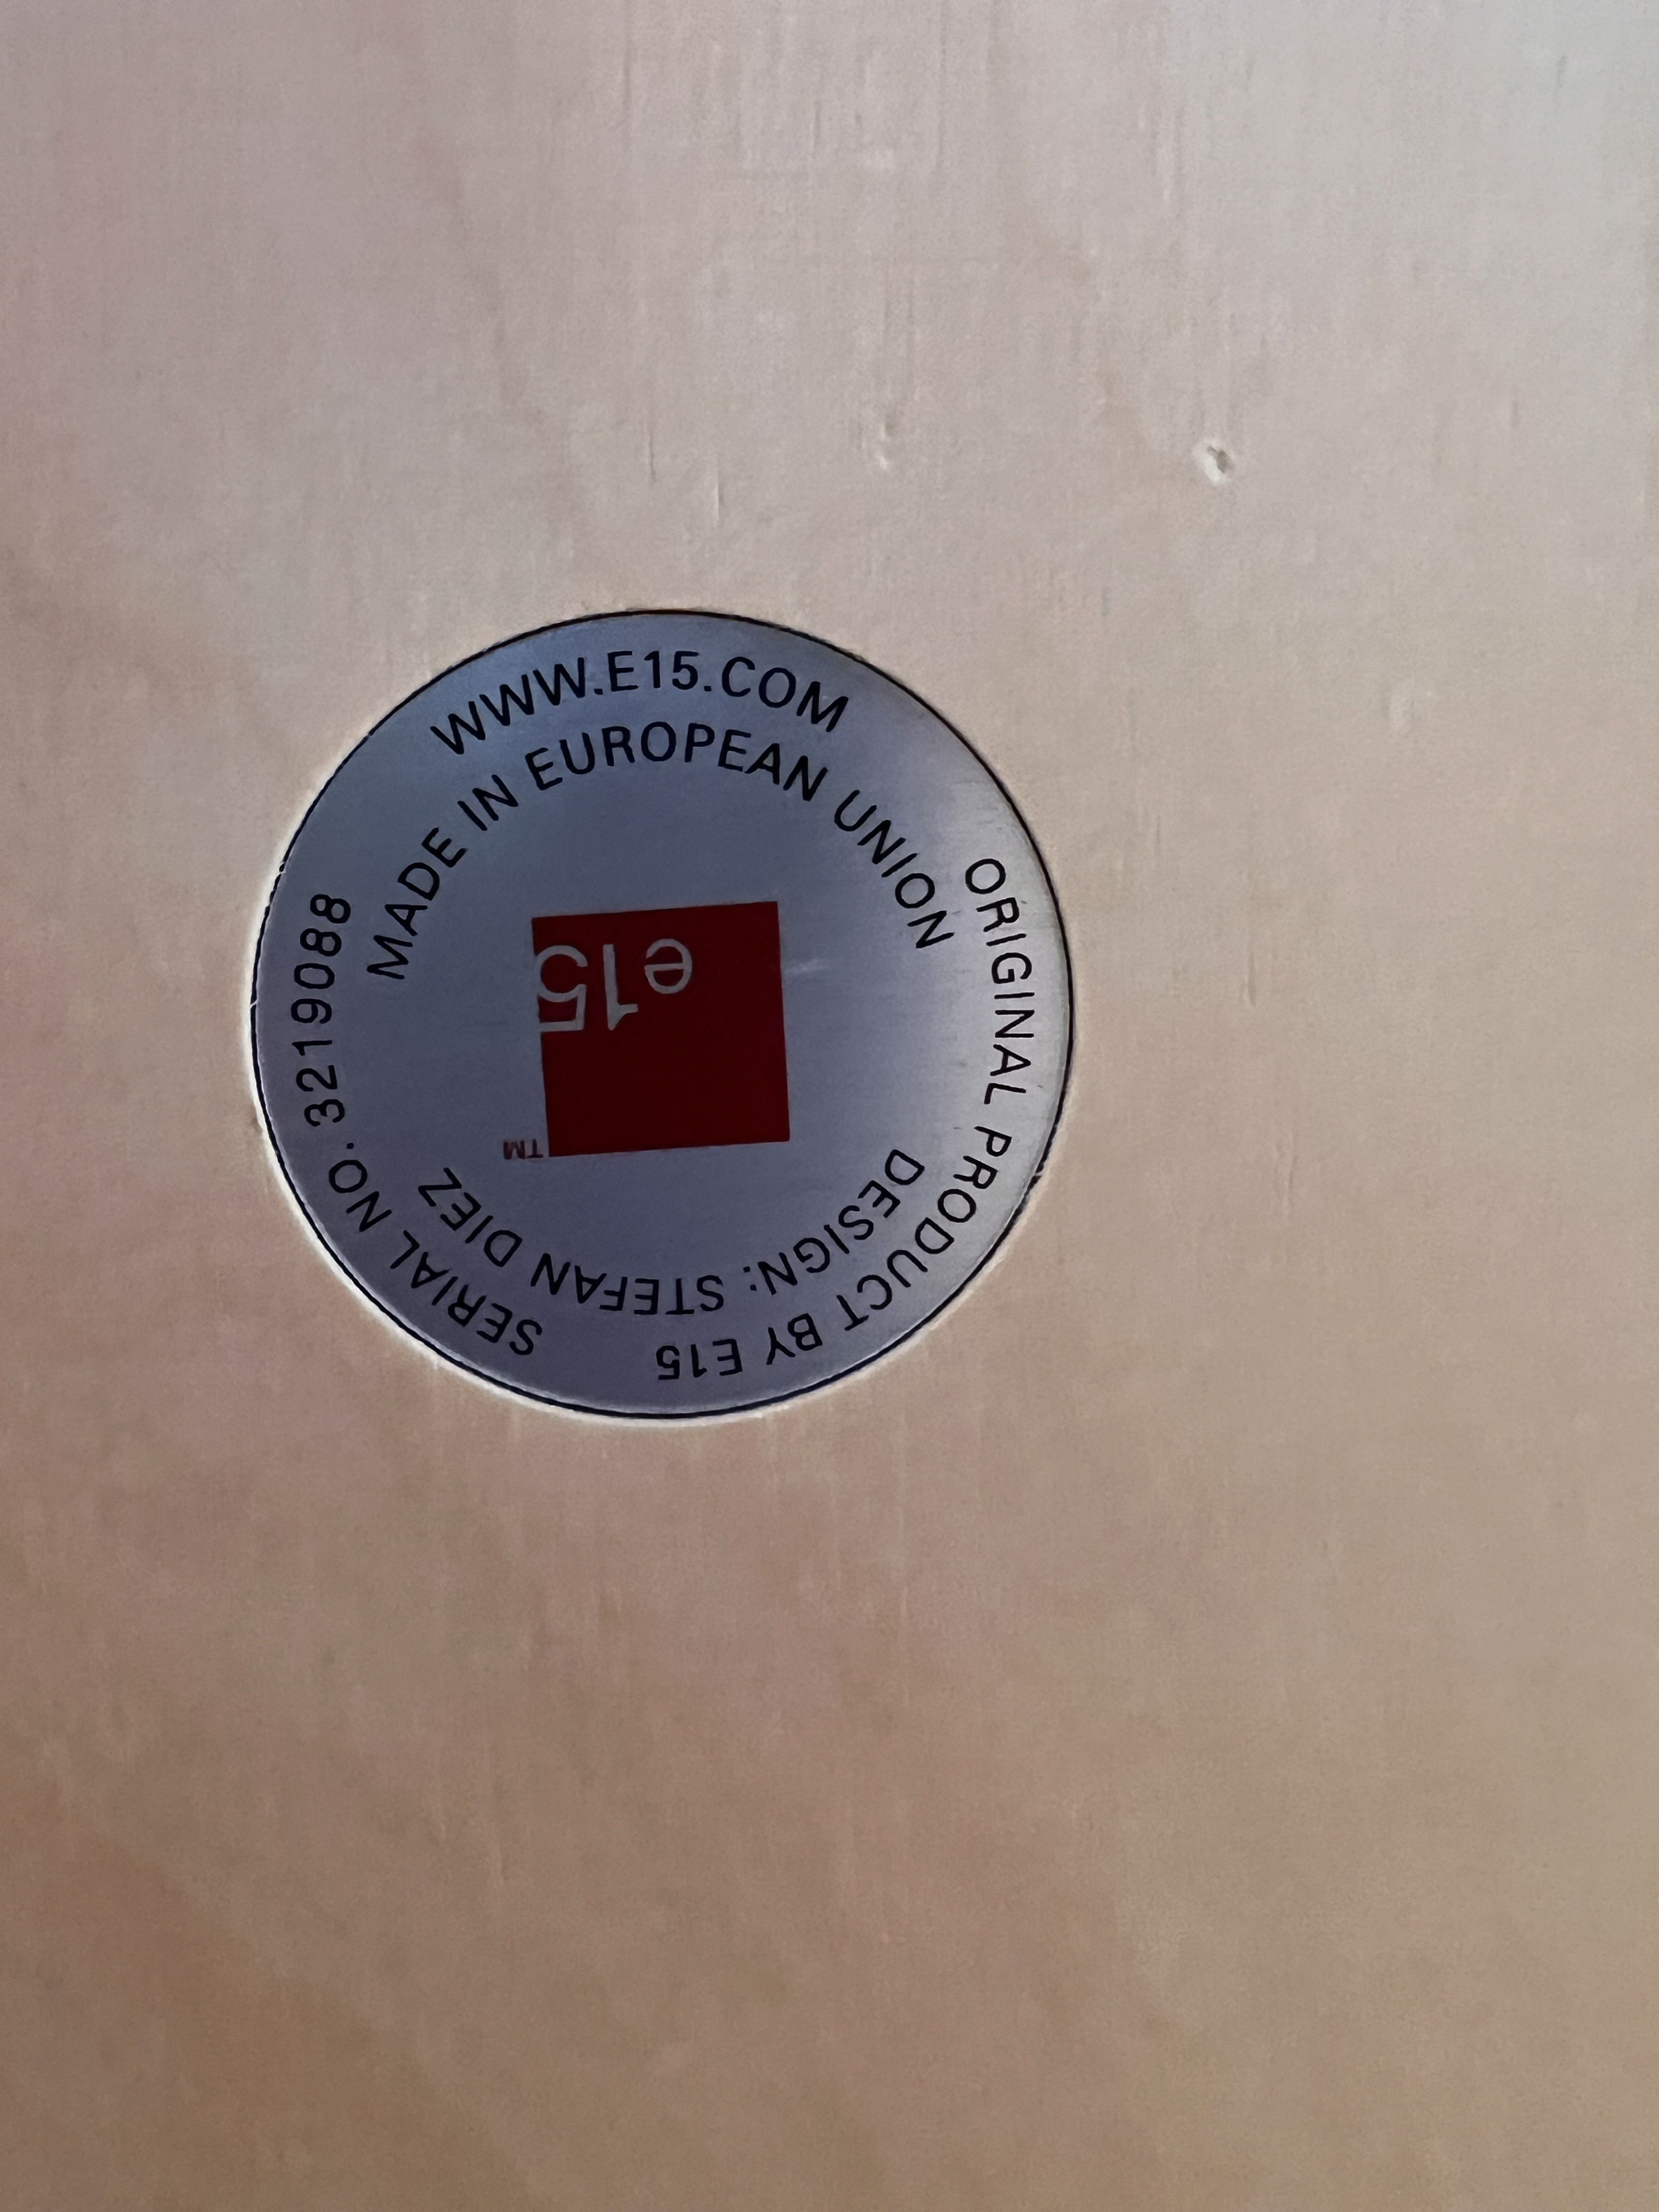 ORIGINAL PRODUCT BY E15
SERIAL NO. 3219088
WWW.E15.COM
DESIGN: STEFAN DIEZ
MADE IN EUROPEAN UNION
e15
TM